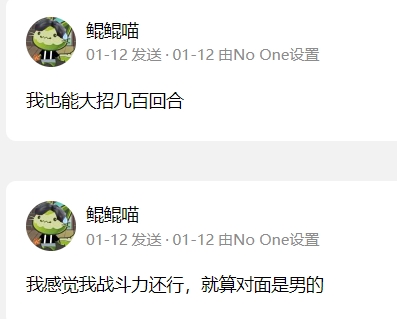 鲲鲲喵
01-12 发送 · 01-12 由No One设置
我也能大招几百回合
鲲鲲喵
01-12 发送 · 01-12 由No One设置
我感觉我战斗力还行，就算对面是男的